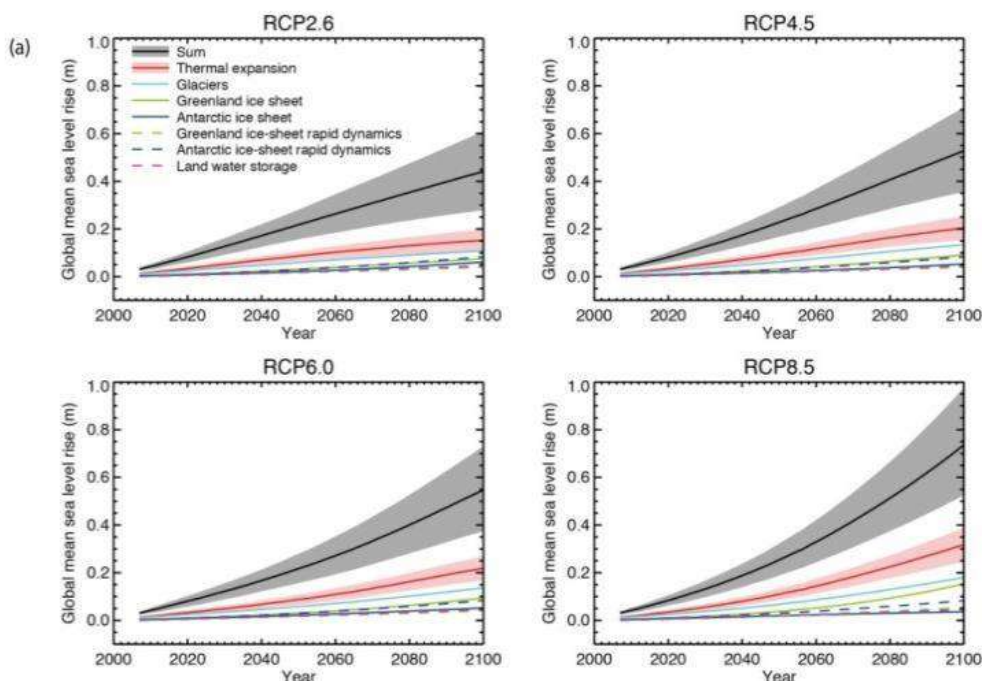 (a)
RCP2.6
Global mean sea level rise (m)
1.0
0.8
0.6
0.4
0.2
0.0
Sum
Thermal expansion
Glaciers
Greenland ice sheet
Antarctic ice sheet
Greenland ice-sheet rapid dynamics
Antarctic ice-sheet rapid dynamics
Land water storage
2000 2020 2040 2060 2080 2100
Year
RCP4.5
Global mean sea level rise (m)
1.0
0.8
0.6
0.4
0.2
0.0
2000 2020 2040 2060 2080 2100
Year
RCP6.0
Global mean sea level rise (m)
1.0
0.8
0.6
0.4
0.2
0.0
2000 2020 2040 2060 2080 2100
Year
RCP8.5
Global mean sea level rise (m)
1.0
0.8
0.6
0.4
0.2
0.0
2000 2020 2040 2060 2080 2100
Year